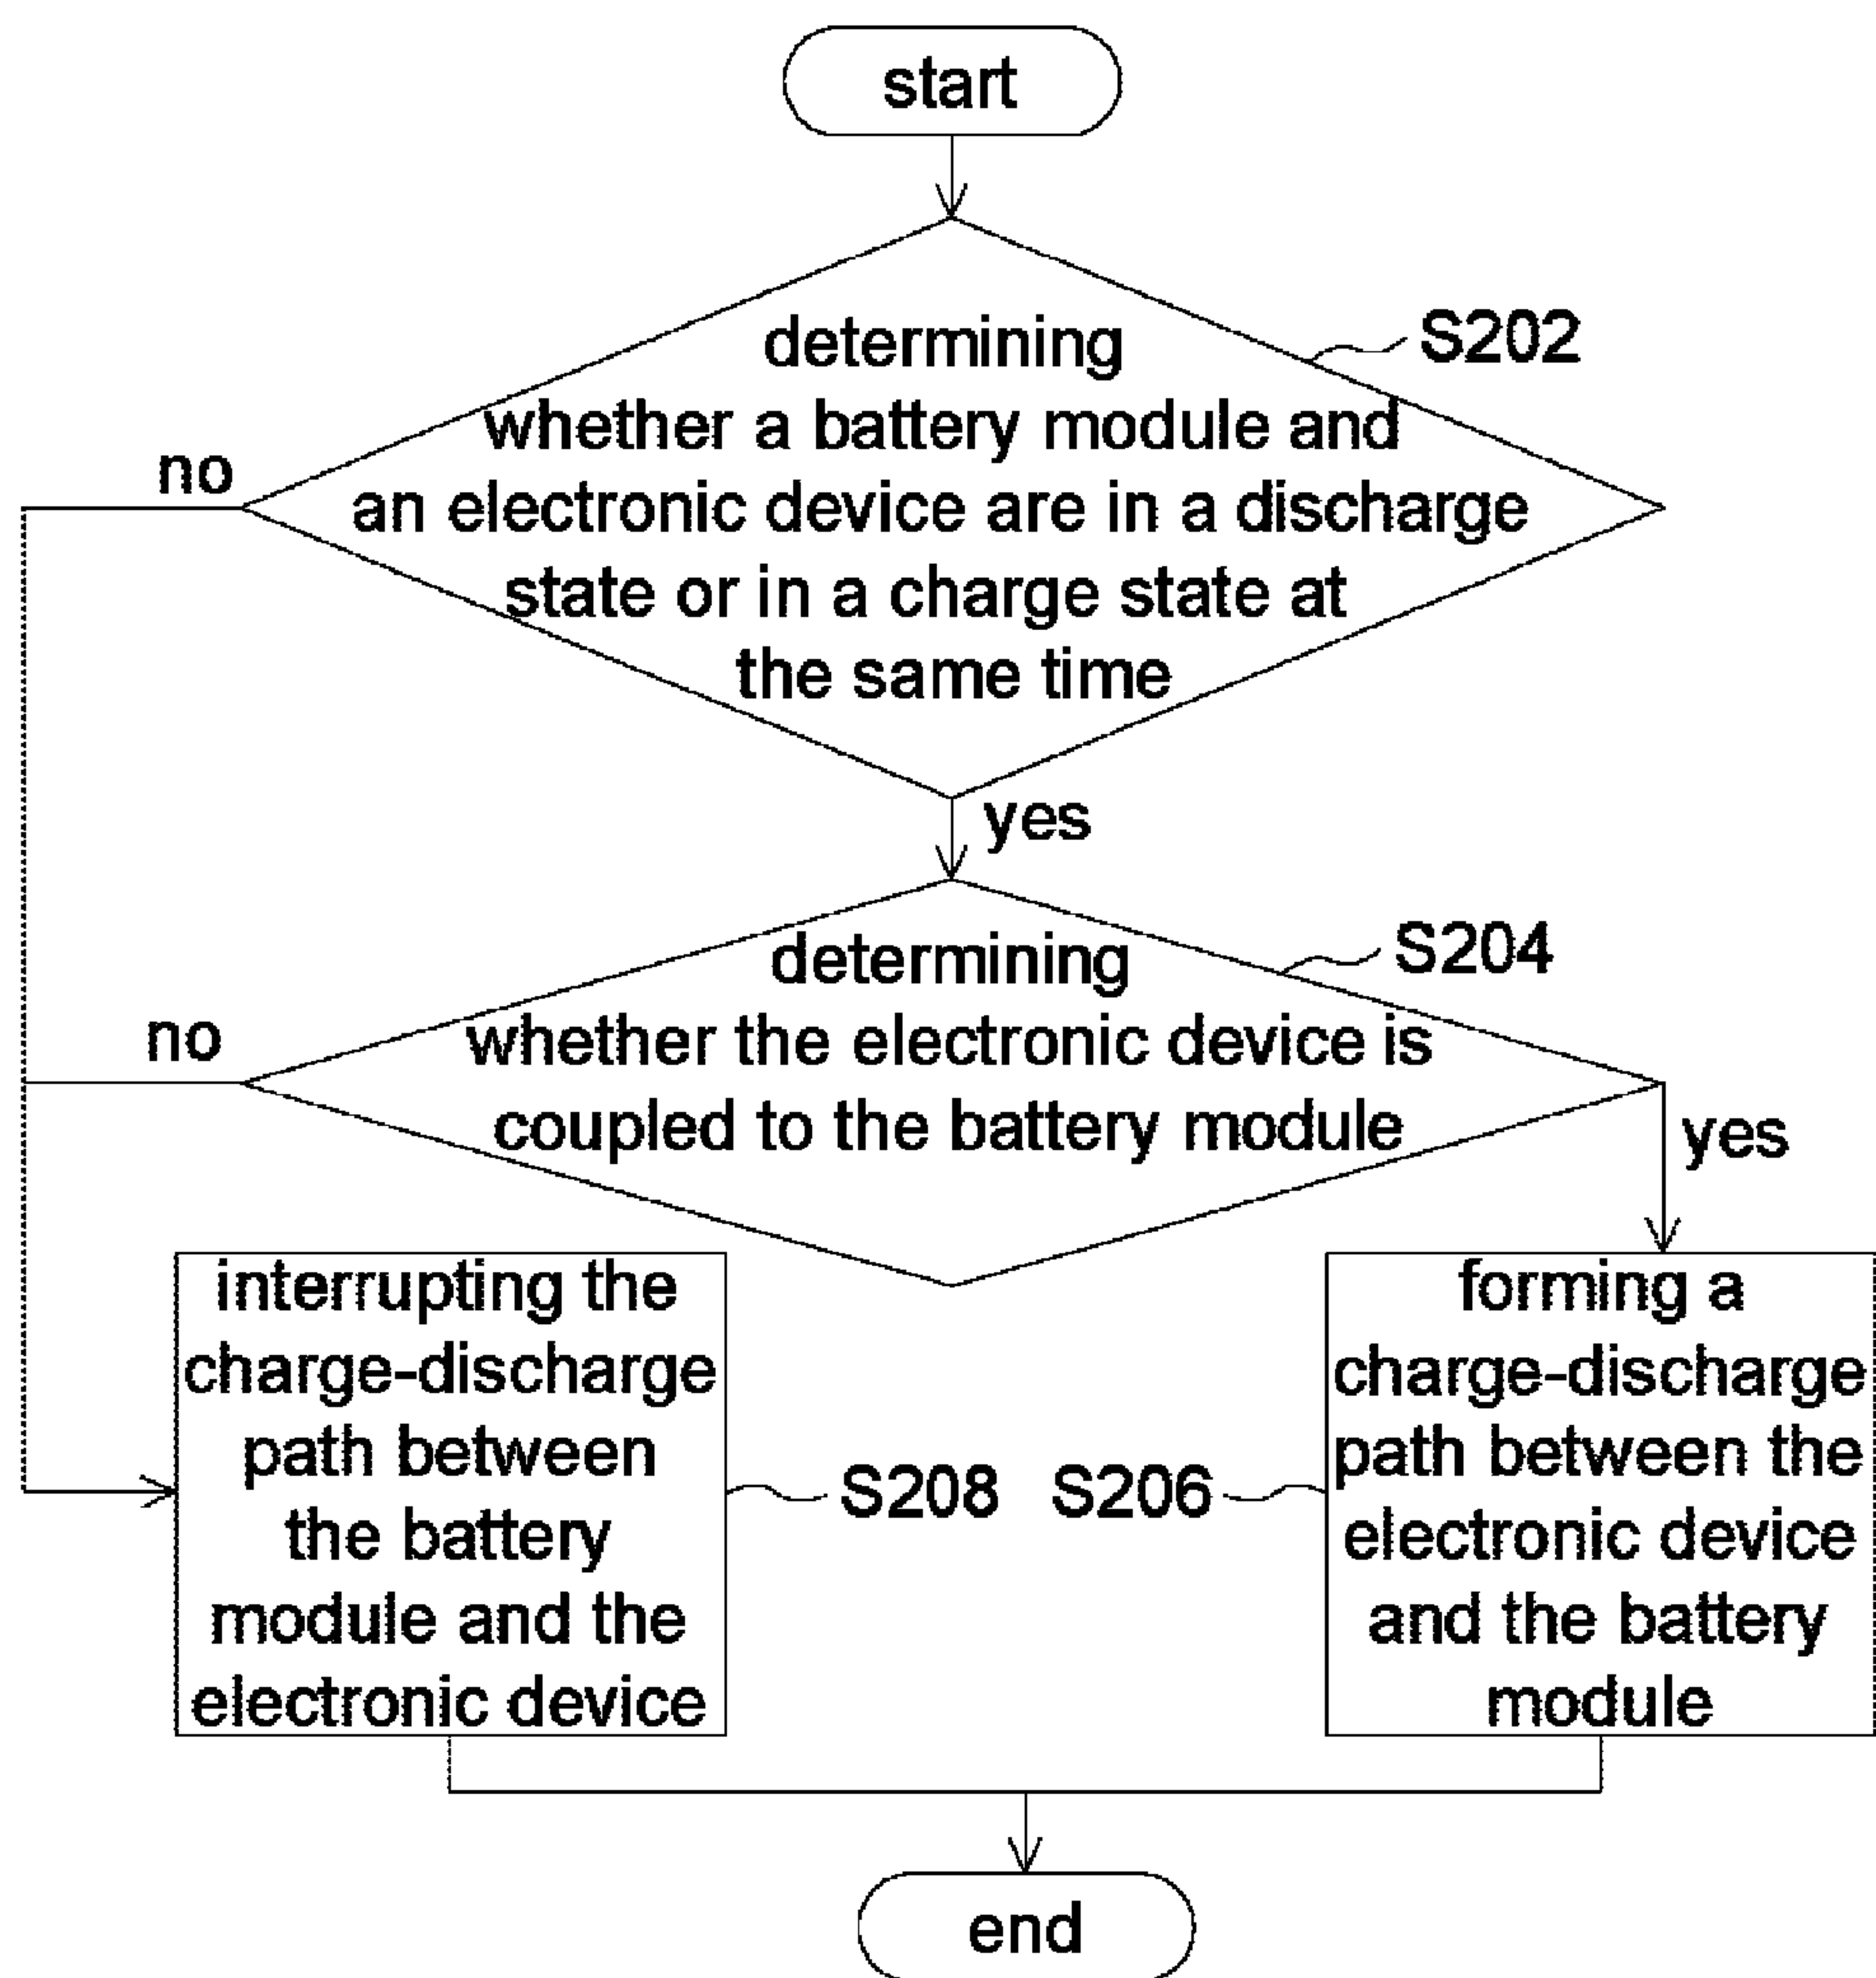 start
determining
whether a battery module and
an electronic device are in a discharge
state or in a charge state at
the same time
S202
no
yes
determining
whether the electronic device is
coupled to the battery module
S204
no
yes
interrupting the
charge-discharge
path between
the battery
module and the
electronic device
S208
S206
forming a
charge-discharge
path between the
electronic device
and the battery
module
end